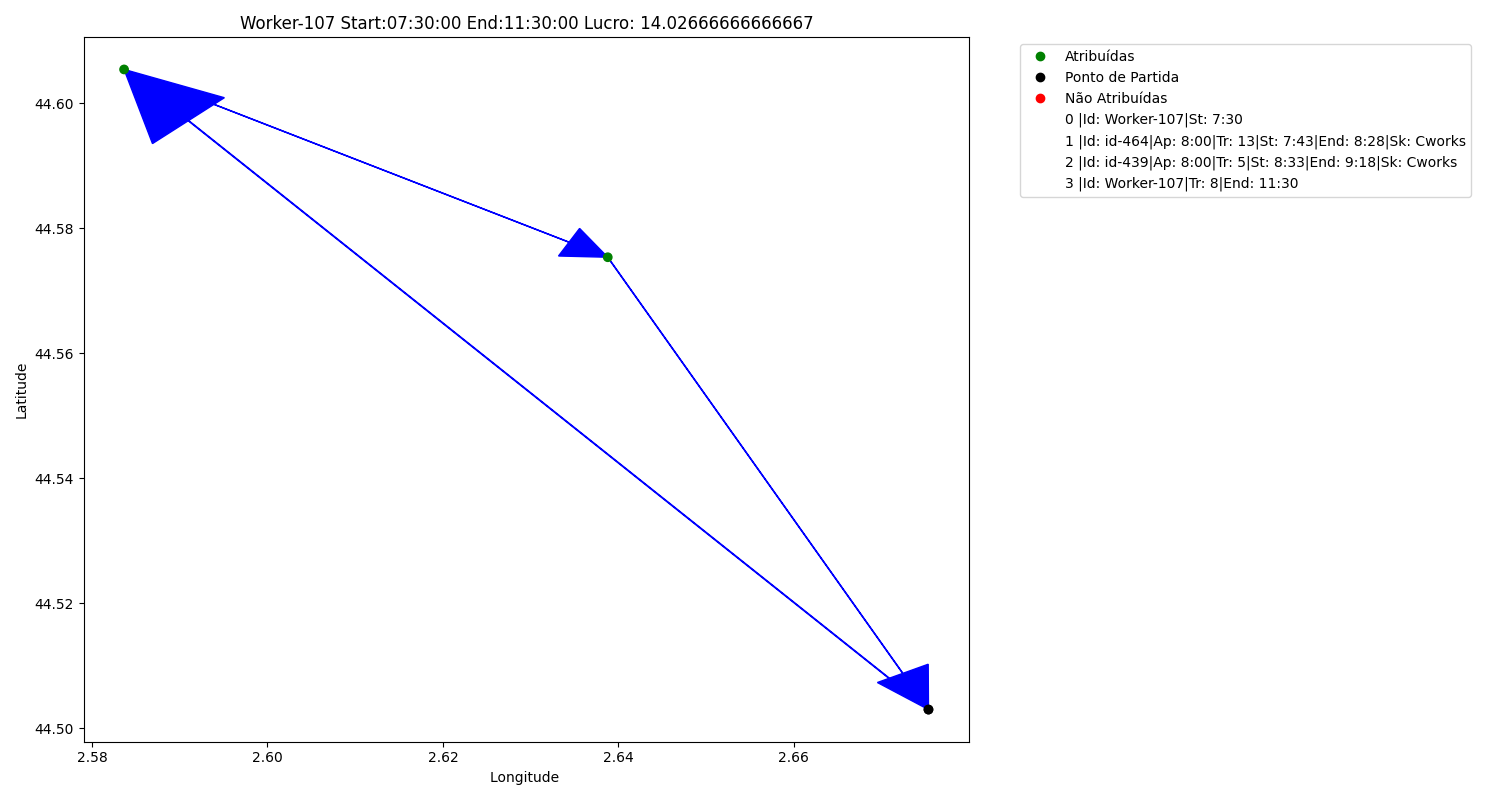 Worker-107 Start:07:30:00 End:11:30:00 Lucro: 14.02666666666667
Atribuídas
Ponto de Partida
Não Atribuídas
0 |Id: Worker-107|St: 7:30
1 |Id: id-464|Ap: 8:00|Tr: 13|St: 7:43|End: 8:28|Sk: Cworks
2 |Id: id-439|Ap: 8:00|Tr: 5|St: 8:33|End: 9:18|Sk: Cworks
3 |Id: Worker-107|Tr: 8|End: 11:30
Latitude
44.60
44.58
44.56
44.54
44.52
44.50
2.58 2.60 2.62 2.64 2.66
Longitude